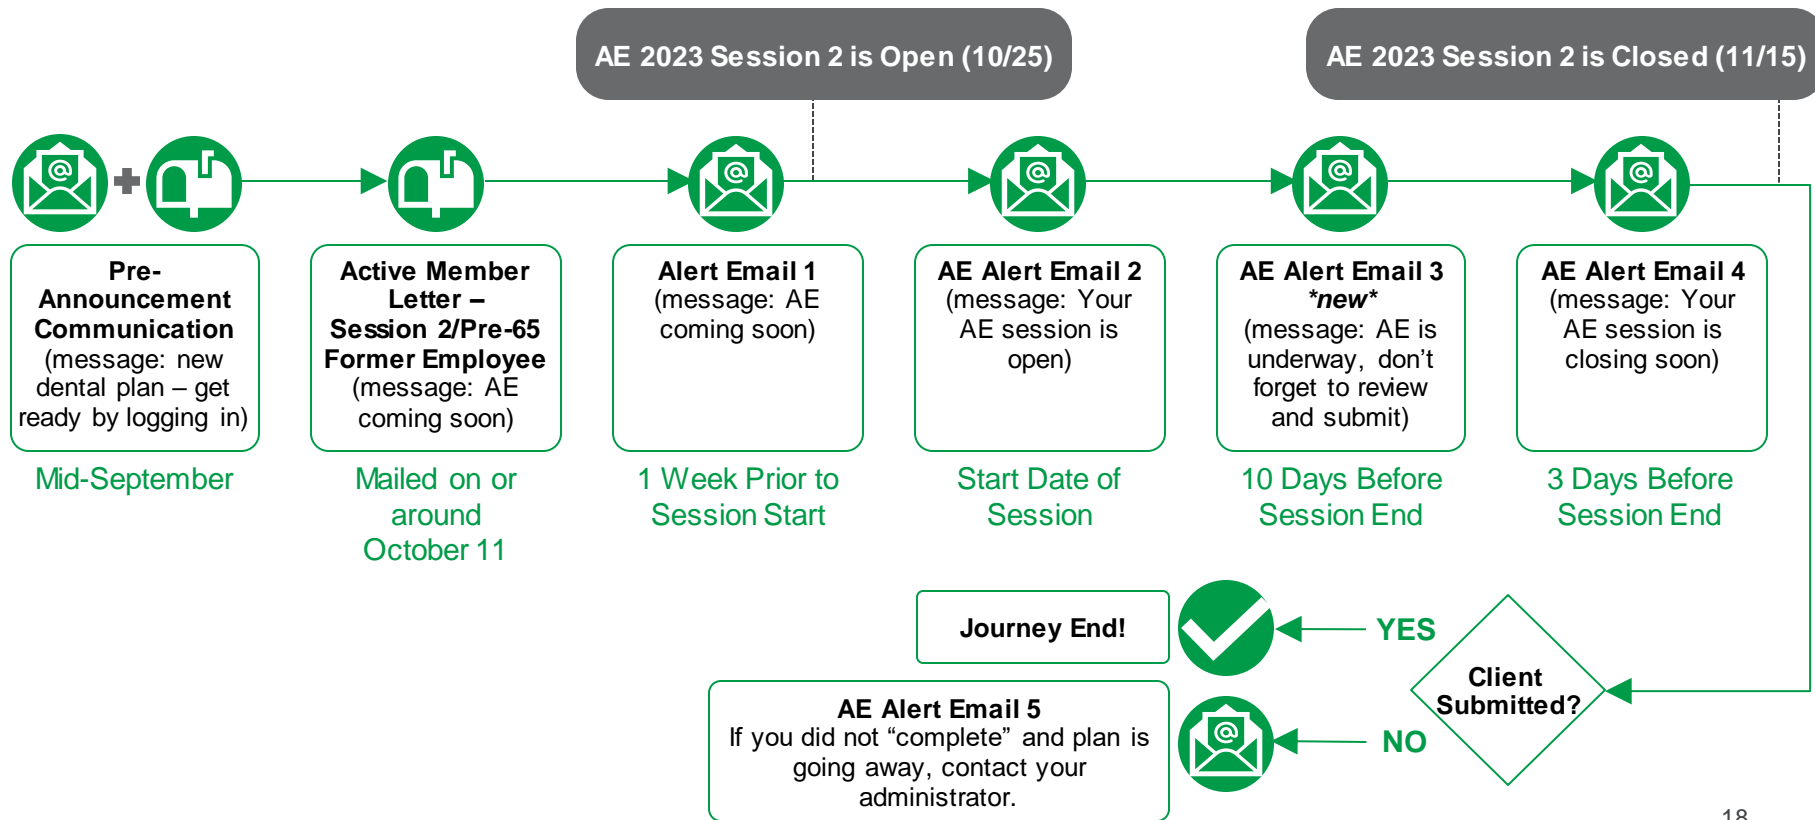 AE 2023 Session 2 is Open (10/25)
AE 2023 Session 2 is Closed (11/15)
Pre-
Announcement
Communication
(message: new
dental plan – get
ready by logging in)
Mid-September
Active Member
Letter –
Session 2/Pre-65
Former Employee
(message: AE
coming soon)
Mailed on or
around
October 11
Alert Email 1
(message: AE
coming soon)
1 Week Prior to
Session Start
AE Alert Email 2
(message: Your
AE session is
open)
Start Date of
Session
AE Alert Email 3
*new*
(message: AE is
underway, don’t
forget to review
and submit)
10 Days Before
Session End
AE Alert Email 4
(message: Your
AE session is
closing soon)
3 Days Before
Session End
Client
Submitted?
YES
Journey End!
NO
AE Alert Email 5
If you did not “complete” and plan is
going away, contact your
administrator.
18